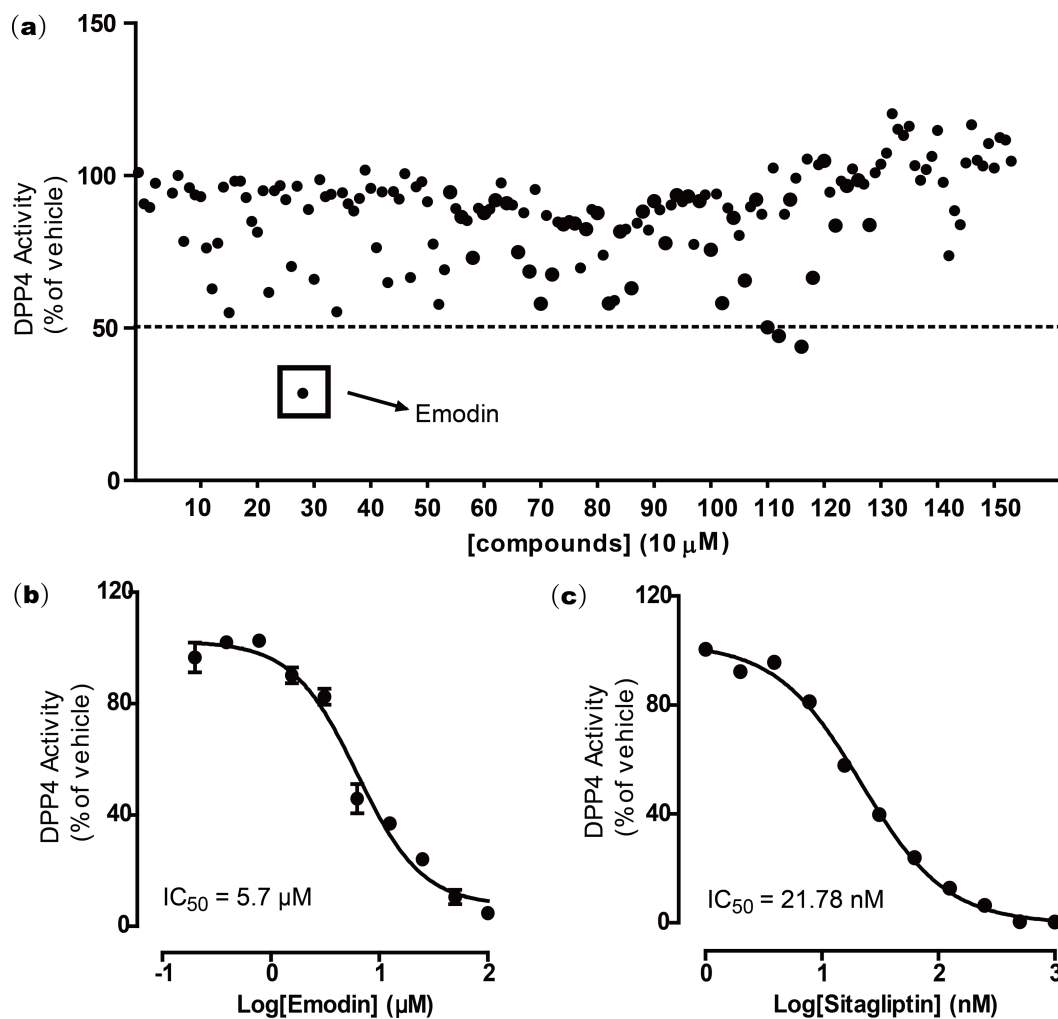 (a)
150
100
50
0
DPP4 Activity
(% of vehicle)
Emodin
10 20 30 40 50 60 70 80 90 100 110 120 130 140 150
[compounds] (10 μM)
(b)
120
80
40
0
DPP4 Activity
(% of vehicle)
IC50 = 5.7 μM
-1 0 1 2
Log[Emodin] (μM)
(c)
120
80
40
0
DPP4 Activity
(% of vehicle)
IC50 = 21.78 nM
0 1 2 3
Log[Sitagliptin] (nM)